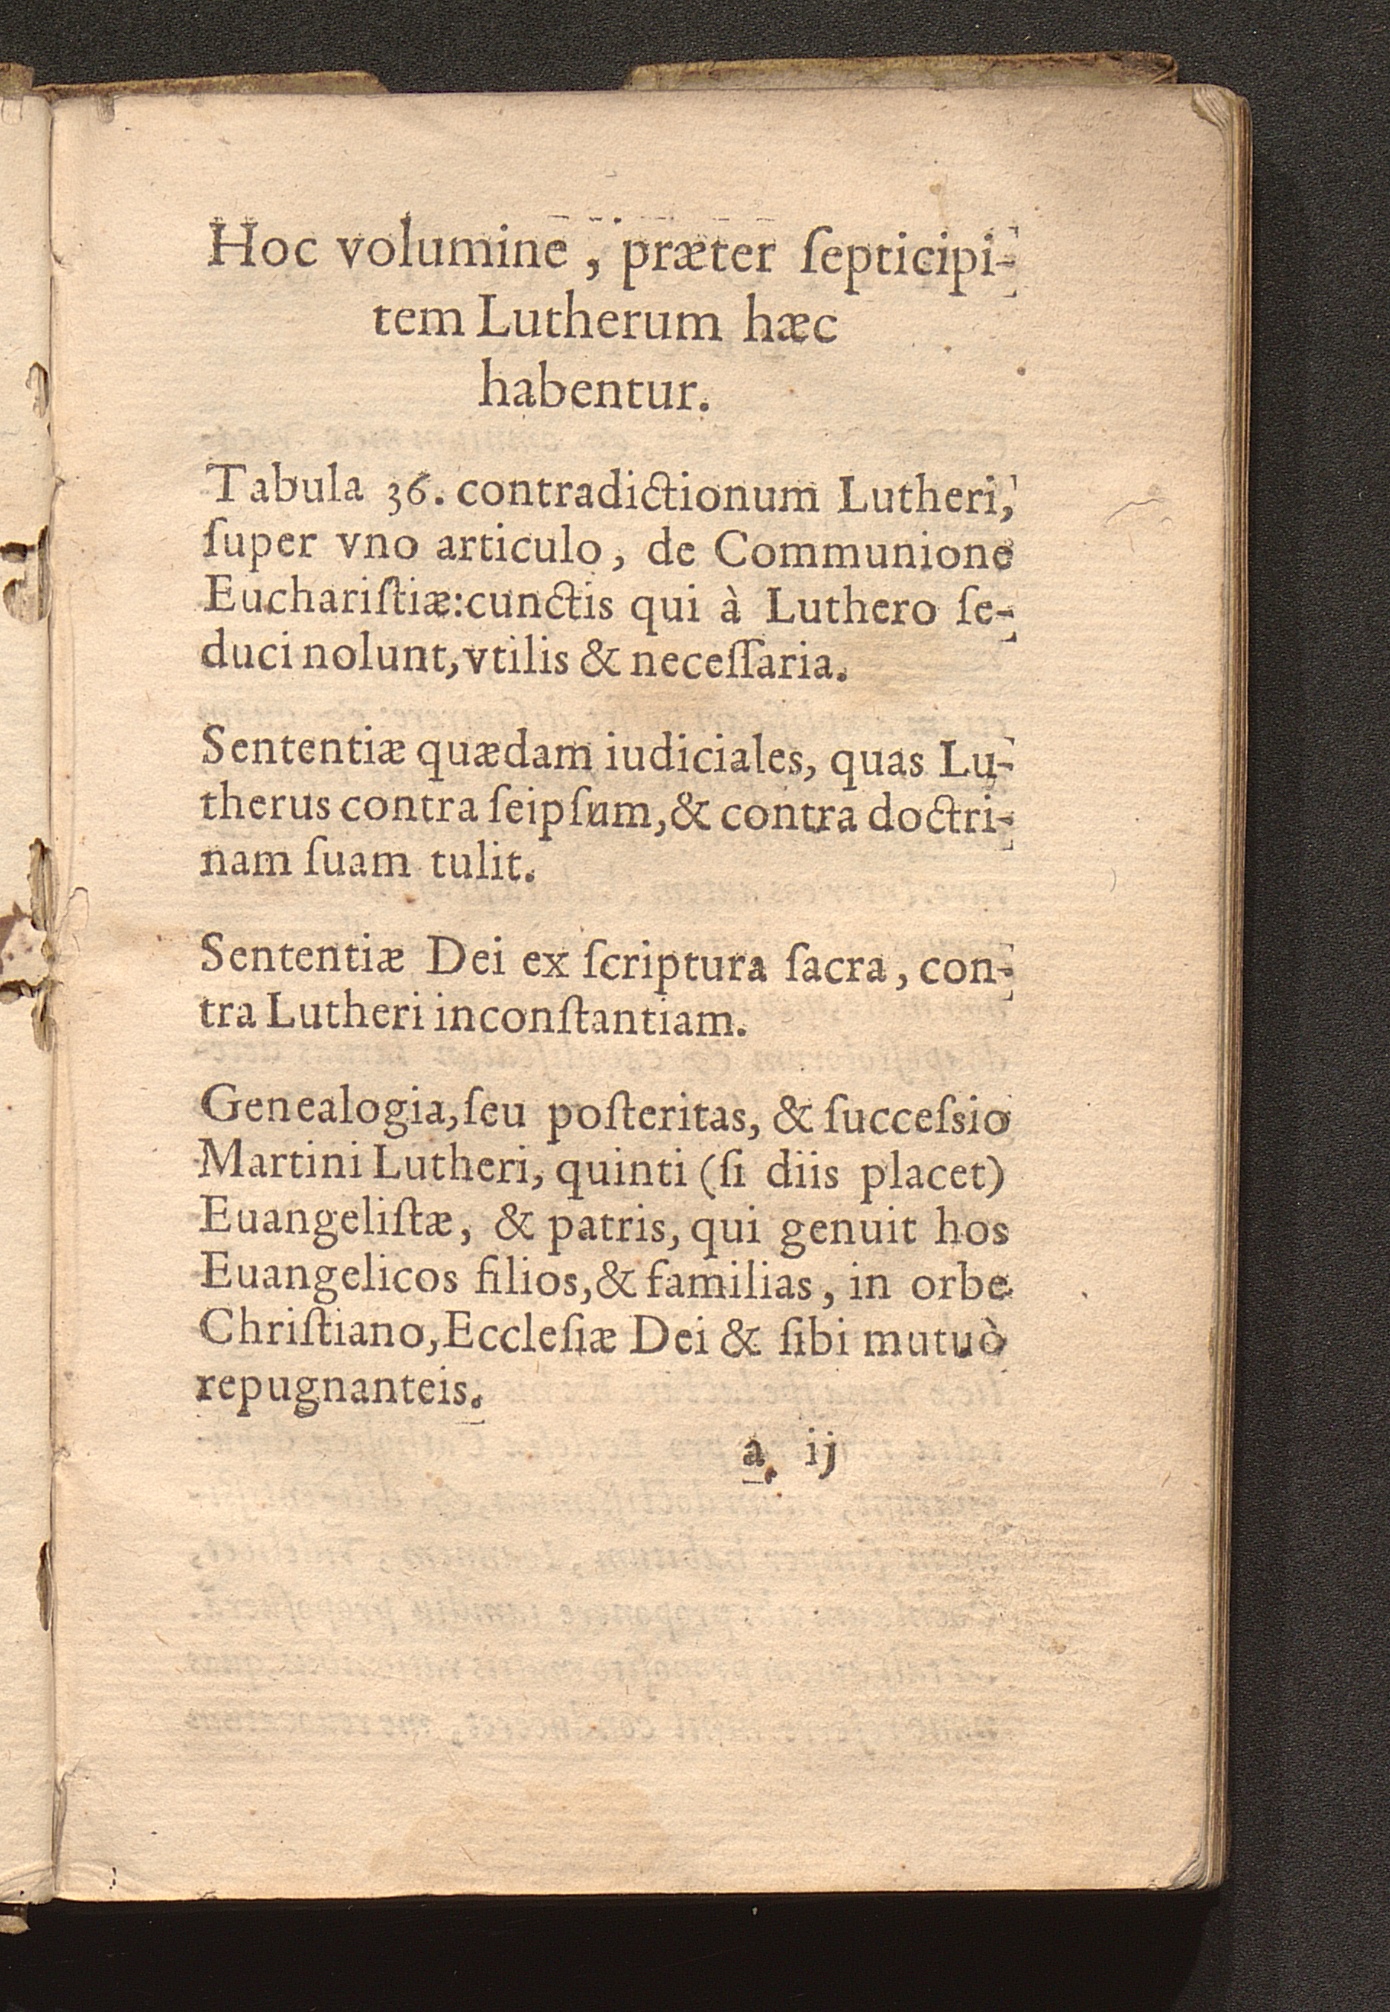 Hoc volumine, præter ſepticipi-
tem Lutherum hæc
habentur.
Tabula 36. contradictionum Lutheri,
ſuper vno articulo, de Communione
Euchariſtiæ: cunctis qui à Luthero ſe-
duci nolunt, vtilis & neceſſaria.
Sententiæ quædam iudiciales, quas Lu-
therus contra ſeipſum, & contra doctri-
nam ſuam tulit.
Sententiæ Dei ex ſcriptura ſacra, con-
tra Lutheri inconſtantiam.
Genealogia, ſeu poſteritas, & ſucceſsio
Martini Lutheri, quinti (ſi diis placet)
Euangeliſtæ, & patris, qui genuit hos
Euangelicos filios, & familias, in orbe
Chriſtiano, Eccleſiæ Dei & ſibi mutuò
repugnanteis.
a ij